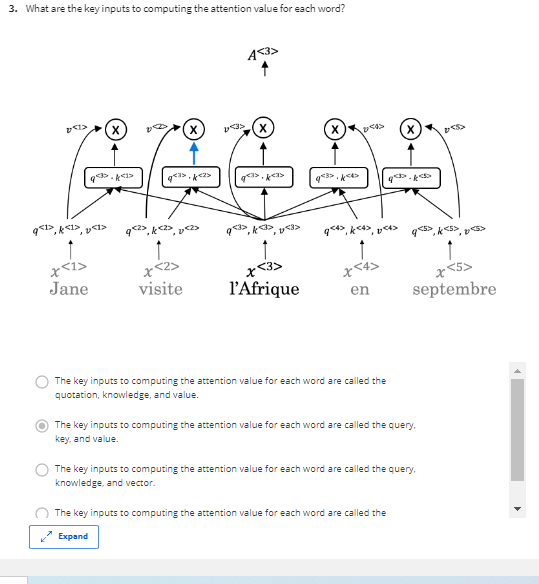 3. What are the key inputs to computing the attention value for each word?
A<3>
v<1> X v<2> X v<3> X X v<4> X v<5>
q<3> · k<1> q<3> · k<2> q<3> · k<3> q<3> · k<4> q<3> · k<5>
q<1>, k<1>, v<1> q<2>, k<2>, v<2> q<3>, k<3>, v<3> q<4>, k<4>, v<4> q<5>, k<5>, v<5>
x<1> x<2> x<3> x<4> x<5>
Jane visite l'Afrique en septembre
The key inputs to computing the attention value for each word are called the
quotation, knowledge, and value.
The key inputs to computing the attention value for each word are called the query,
key, and value.
The key inputs to computing the attention value for each word are called the query,
knowledge, and vector.
The key inputs to computing the attention value for each word are called the
Expand